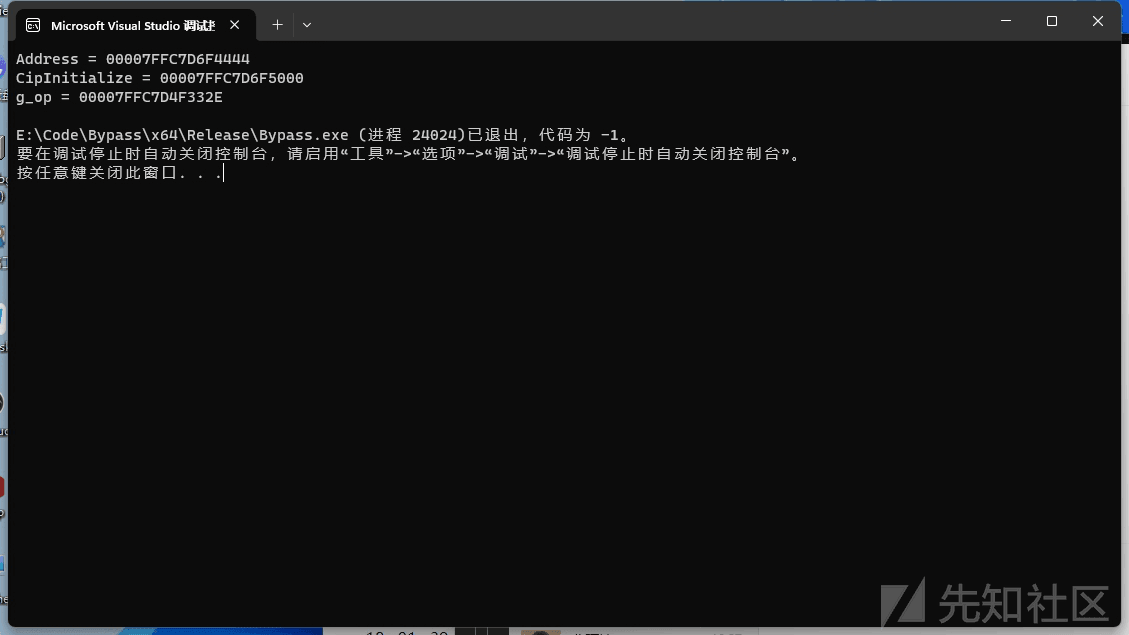 Microsoft Visual Studio 调试控
Address = 00007FFC7D6F4444
CipInitialize = 00007FFC7D6F5000
g_op = 00007FFC7D4F332E
E:\Code\Bypass\x64\Release\Bypass.exe (进程 24024)已退出，代码为 -1。
要在调试停止时自动关闭控制台，请启用“工具”->“选项”->“调试”->“调试停止时自动关闭控制台”。
按任意键关闭此窗口. . .
先知社区